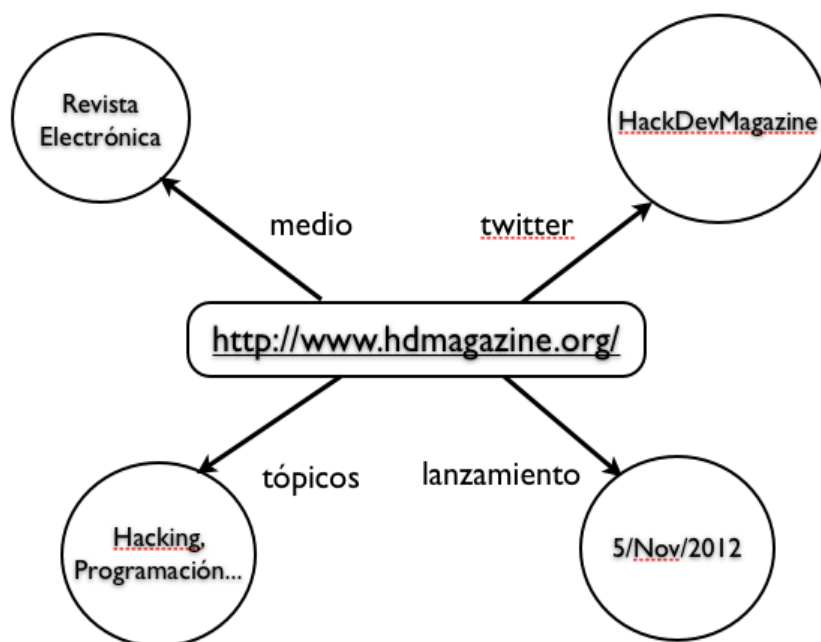 Revista
Electrónica
HackDevMagazine
medio
twitter
http://www.hdmagazine.org/
tópicos
lanzamiento
Hacking,
Programación...
5/Nov/2012